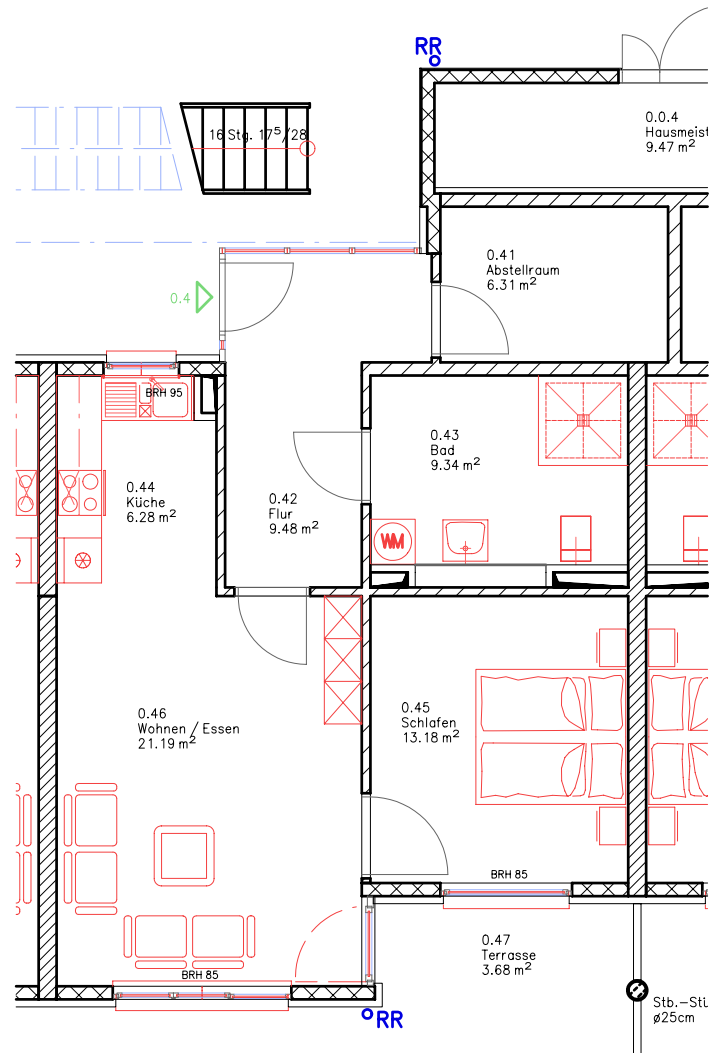 RR
16 Stg. 17⁵/28
0.0.4
Hausmeist
9.47 m²
0.41
Abstellraum
6.31 m²
0.4
BRH 95
0.43
Bad
9.34 m²
0.44
Küche
6.28 m²
0.42
Flur
9.48 m²
WM
0.46
Wohnen / Essen
21.19 m²
0.45
Schlafen
13.18 m²
BRH 85
0.47
Terrasse
3.68 m²
BRH 85
Stb.-Stü
ø25cm
RR